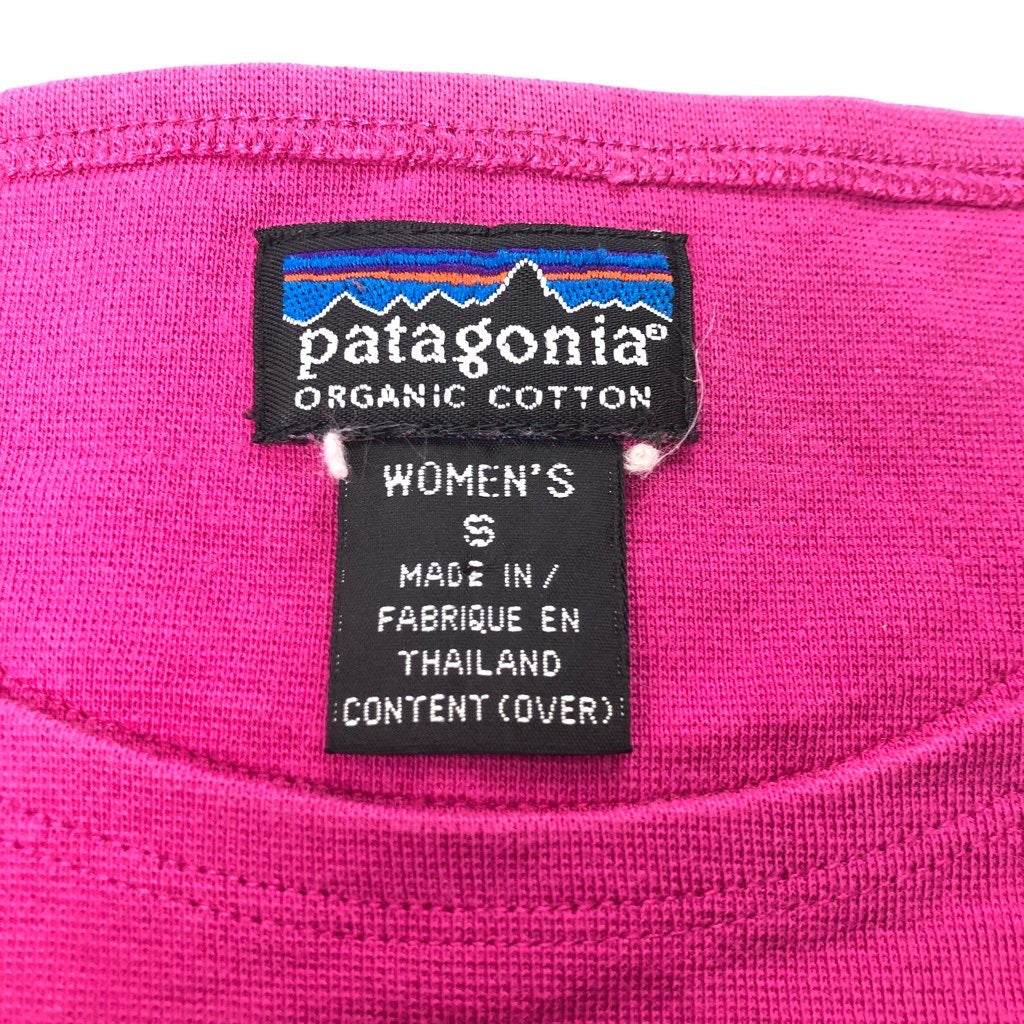 patagonia®
ORGANIC COTTON
WOMEN'S
S
MADE IN /
FABRIQUE EN
THAILAND
CONTENT (OVER)